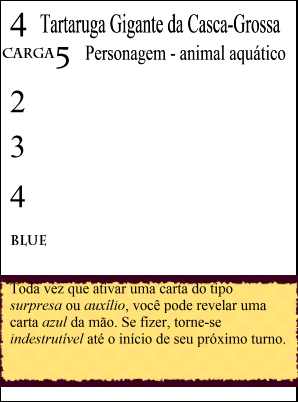 4 Tartaruga Gigante da Casca-Grossa
CARGA 5 Personagem - animal aquático
2
3
4
BLUE
Toda vez que ativar uma carta do tipo
surpresa ou auxílio, você pode revelar uma
carta azul da mão. Se fizer, torne-se
indestrutível até o início de seu próximo turno.